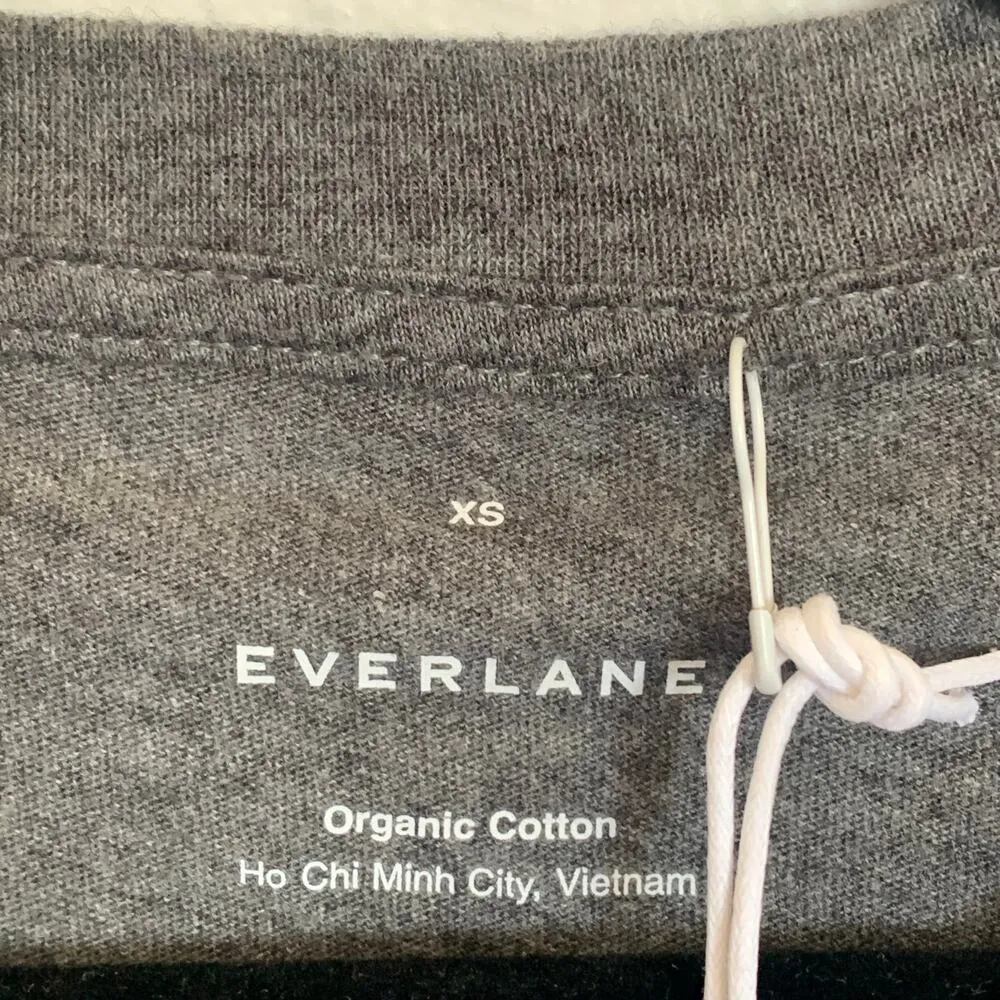 XS
EVERLANE
Organic Cotton
Ho Chi Minh City, Vietnam